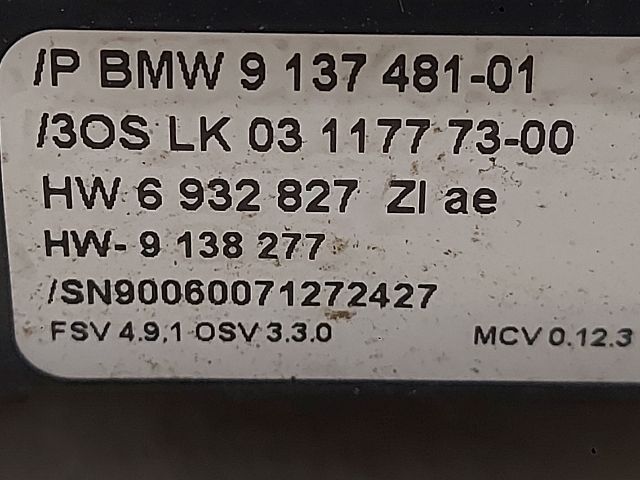 /P BMW 9 137 481-01
/3OS LK 03 1177 73-00
HW 6 932 827 ZI ae
HW- 9 138 277
/SN90060071272427
FSV 4.9.1 OSV 3.3.0 MCV 0.12.3